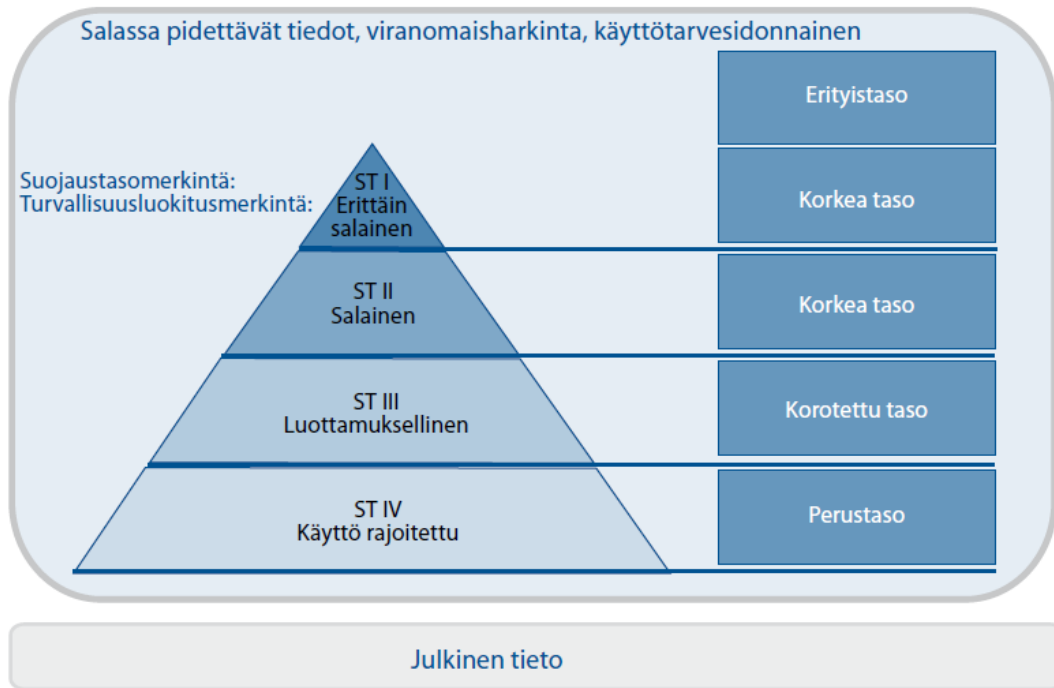 Salassa pidettävät tiedot, viranomaisharkinta, käyttötarvesidonnainen
Erityistaso
Suojaustasomerkintä:
Turvallisuusluokitusmerkintä:
ST I
Erittäin
salainen
Korkea taso
ST II
Salainen
Korkea taso
ST III
Luottamuksellinen
Korotettu taso
ST IV
Käyttö rajoitettu
Perustaso
Julkinen tieto